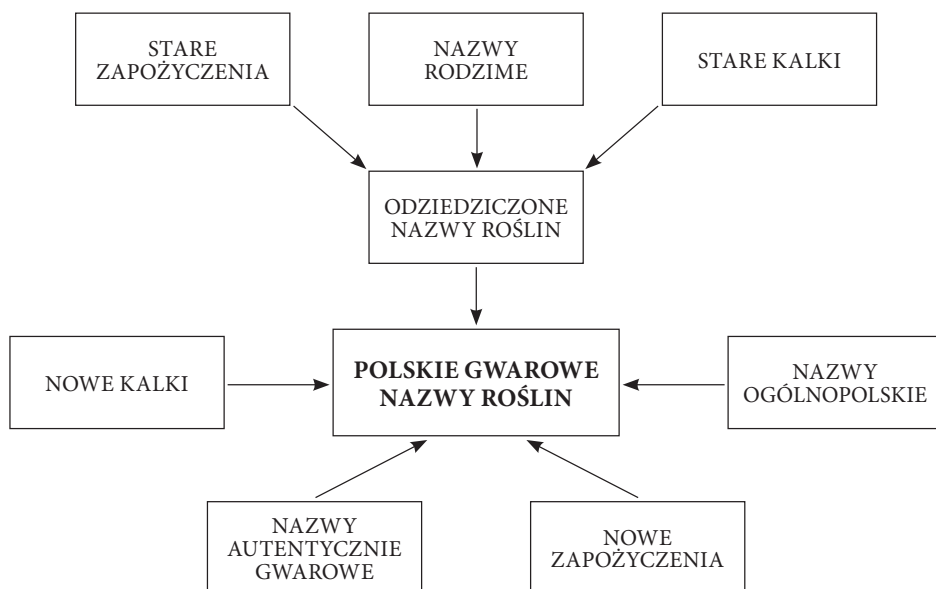 STARE
ZAPOŻYCZENIA
NAZWY
RODZIME
STARE KALKI
ODZIEDZICZONE
NAZWY ROŚLIN
NOWE KALKI
POLSKIE GWAROWE
NAZWY ROŚLIN
NAZWY
OGÓLNOPOLSKIE
NAZWY
AUTENTYCZNIE
GWAROWE
NOWE
ZAPOŻYCZENIA